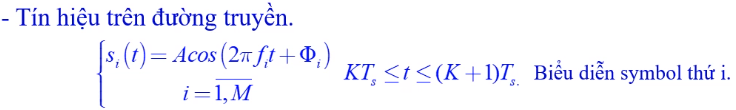 - Tín hiệu trên đường truyền.
s_i(t) = Acos(2πf_i t + Φ_i)
i = \overline{1,M} KT_s ≤ t ≤ (K+1)T_s. Biểu diễn symbol thứ i.